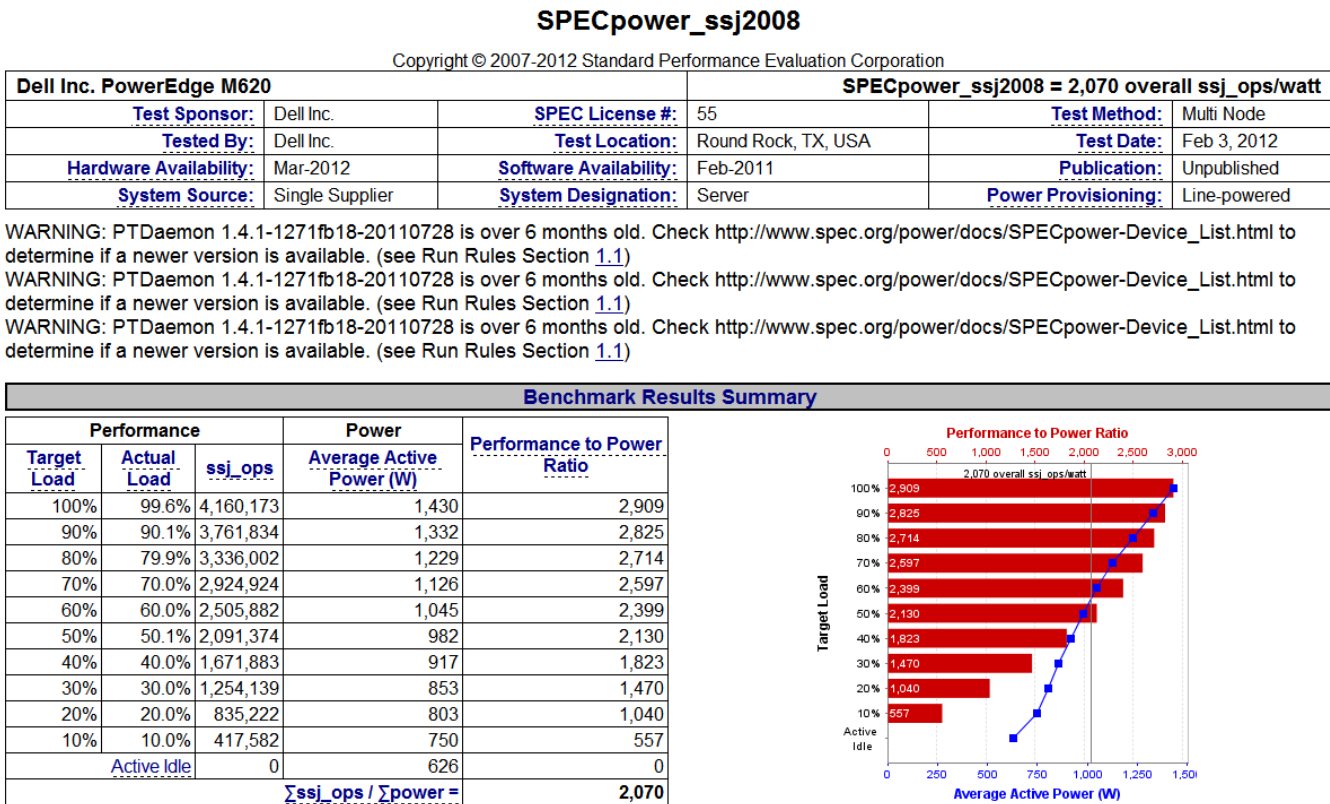 SPECpower_ssj2008
Copyright © 2007-2012 Standard Performance Evaluation Corporation
Dell Inc. PowerEdge M620 SPECpower_ssj2008 = 2,070 overall ssj_ops/watt
Test Sponsor: Dell Inc. SPEC License #: 55 Test Method: Multi Node
Tested By: Dell Inc. Test Location: Round Rock, TX, USA Test Date: Feb 3, 2012
Hardware Availability: Mar-2012 Software Availability: Feb-2011 Publication: Unpublished
System Source: Single Supplier System Designation: Server Power Provisioning: Line-powered
WARNING: PTDaemon 1.4.1-1271fb18-20110728 is over 6 months old. Check http://www.spec.org/power/docs/SPECpower-Device_List.html to
determine if a newer version is available. (see Run Rules Section 1.1)
WARNING: PTDaemon 1.4.1-1271fb18-20110728 is over 6 months old. Check http://www.spec.org/power/docs/SPECpower-Device_List.html to
determine if a newer version is available. (see Run Rules Section 1.1)
WARNING: PTDaemon 1.4.1-1271fb18-20110728 is over 6 months old. Check http://www.spec.org/power/docs/SPECpower-Device_List.html to
determine if a newer version is available. (see Run Rules Section 1.1)
Benchmark Results Summary
Performance Power Performance to Power Ratio
Target Load Actual Load ssj_ops Average Active Power (W)
100% 99.6% 4,160,173 1,430 2,909
90% 90.1% 3,761,834 1,332 2,825
80% 79.9% 3,336,002 1,229 2,714
70% 70.0% 2,924,924 1,126 2,597
60% 60.0% 2,505,882 1,045 2,399
50% 50.1% 2,091,374 982 2,130
40% 40.0% 1,671,883 917 1,823
30% 30.0% 1,254,139 853 1,470
20% 20.0% 835,222 803 1,040
10% 10.0% 417,582 750 557
Active Idle 0 626 0
∑ssj_ops / ∑power = 2,070
Performance to Power Ratio
0 500 1,000 1,500 2,000 2,500 3,000
2,070 overall ssj_ops/watt
Target Load
100% 2,909
90% 2,825
80% 2,714
70% 2,597
60% 2,399
50% 2,130
40% 1,823
30% 1,470
20% 1,040
10% 557
Active
Idle
0 250 500 750 1,000 1,250 1,50
Average Active Power (W)